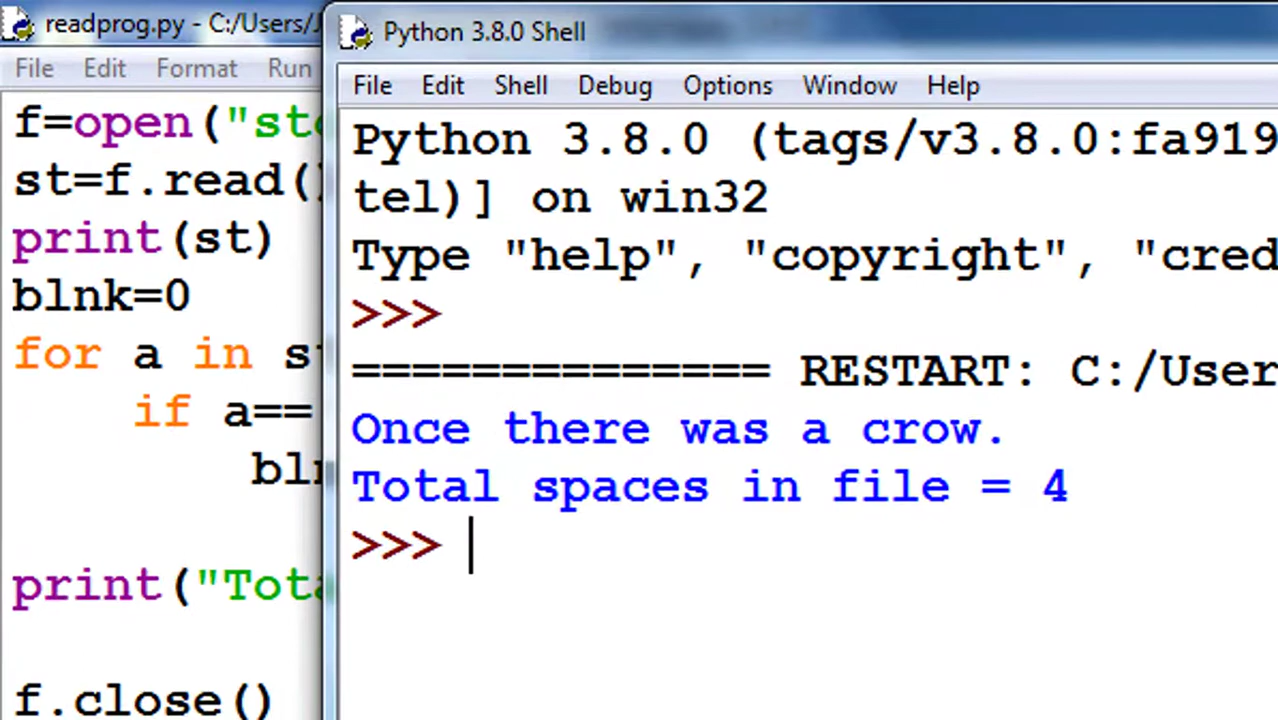 readprog.py - C:/Users/J
File Edit Format Run
f=open("sto
st=f.read()
print(st)
blnk=0
for a in s
if a==
bl
print("Tota
f.close()
Python 3.8.0 Shell
File Edit Shell Debug Options Window Help
Python 3.8.0 (tags/v3.8.0:fa919
tel)] on win32
Type "help", "copyright", "cred
>>>
============== RESTART: C:/User
Once there was a crow.
Total spaces in file = 4
>>>